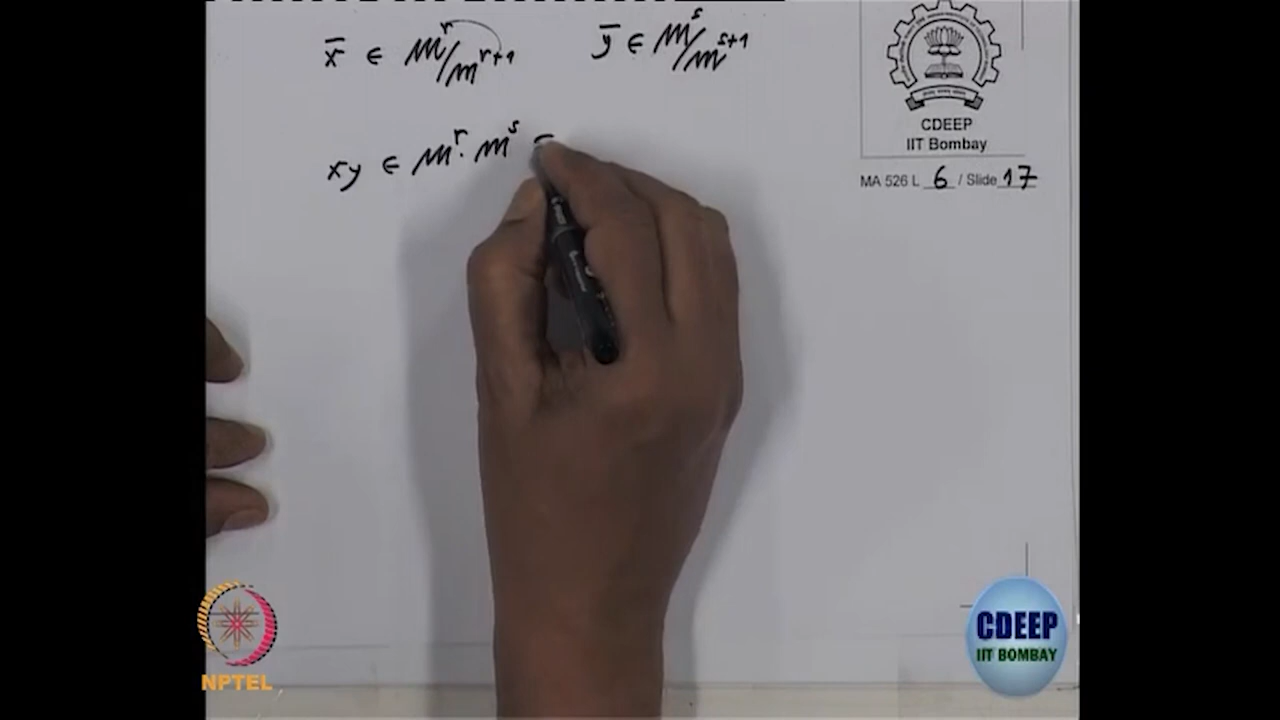 x̄ ∈ 𝔪^r/𝔪^{r+1}   ȳ ∈ 𝔪^s/𝔪^{s+1}
xy ∈ 𝔪^r · 𝔪^s =
CDEEP
IIT Bombay
MA 526 L 6 / Slide 17
NPTEL
CDEEP
IIT BOMBAY